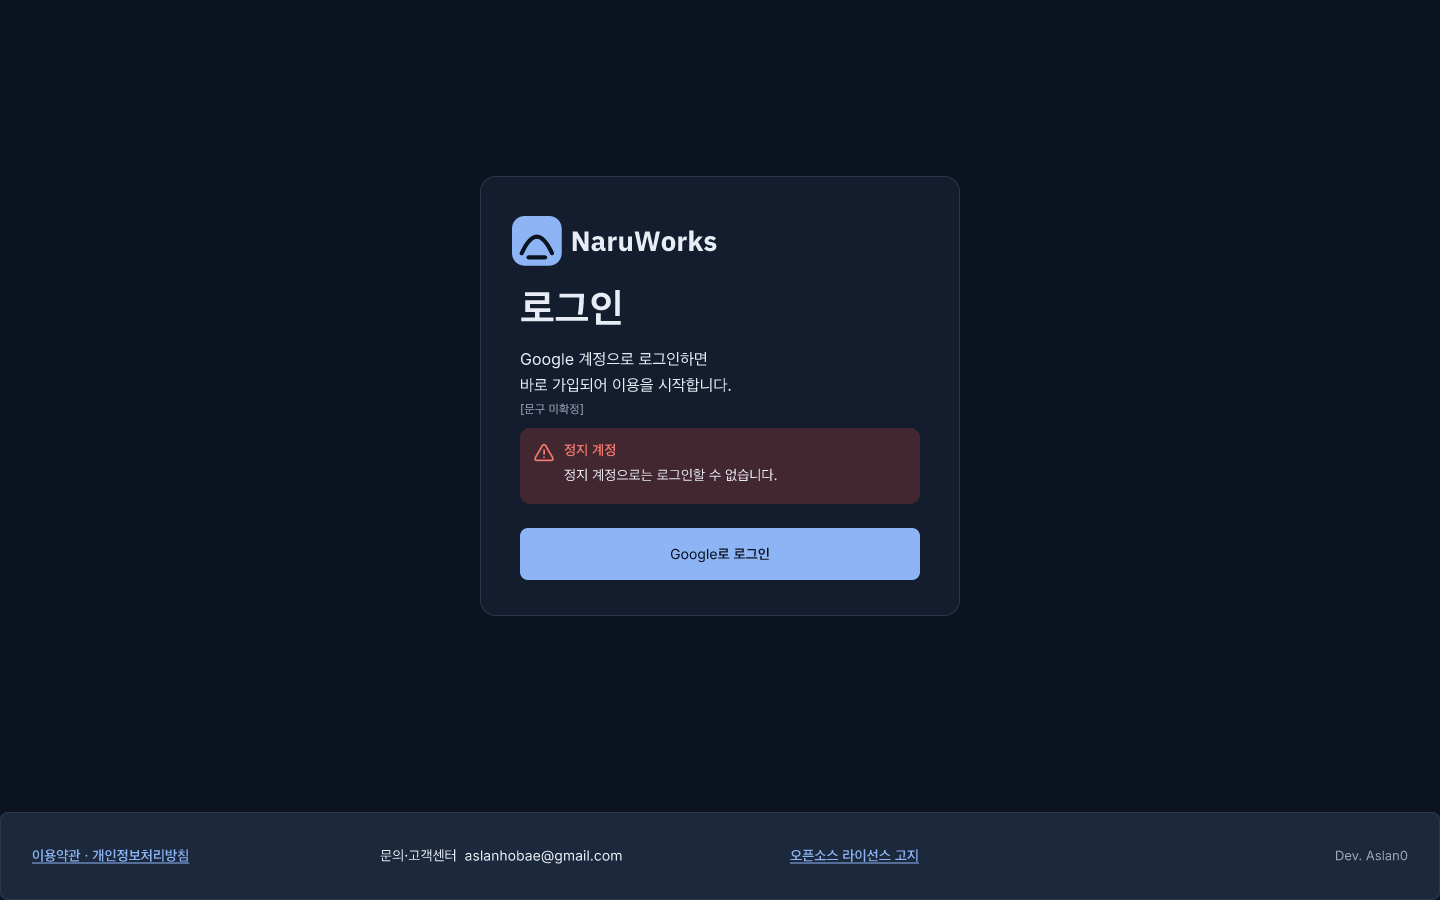 NaruWorks
로그인
Google 계정으로 로그인하면
바로 가입되어 이용을 시작합니다.
[문구 미확정]
정지 계정
정지 계정으로는 로그인할 수 없습니다.
Google로 로그인
이용약관 · 개인정보처리방침
문의·고객센터 aslanhobae@gmail.com
오픈소스 라이선스 고지
Dev. Aslan0